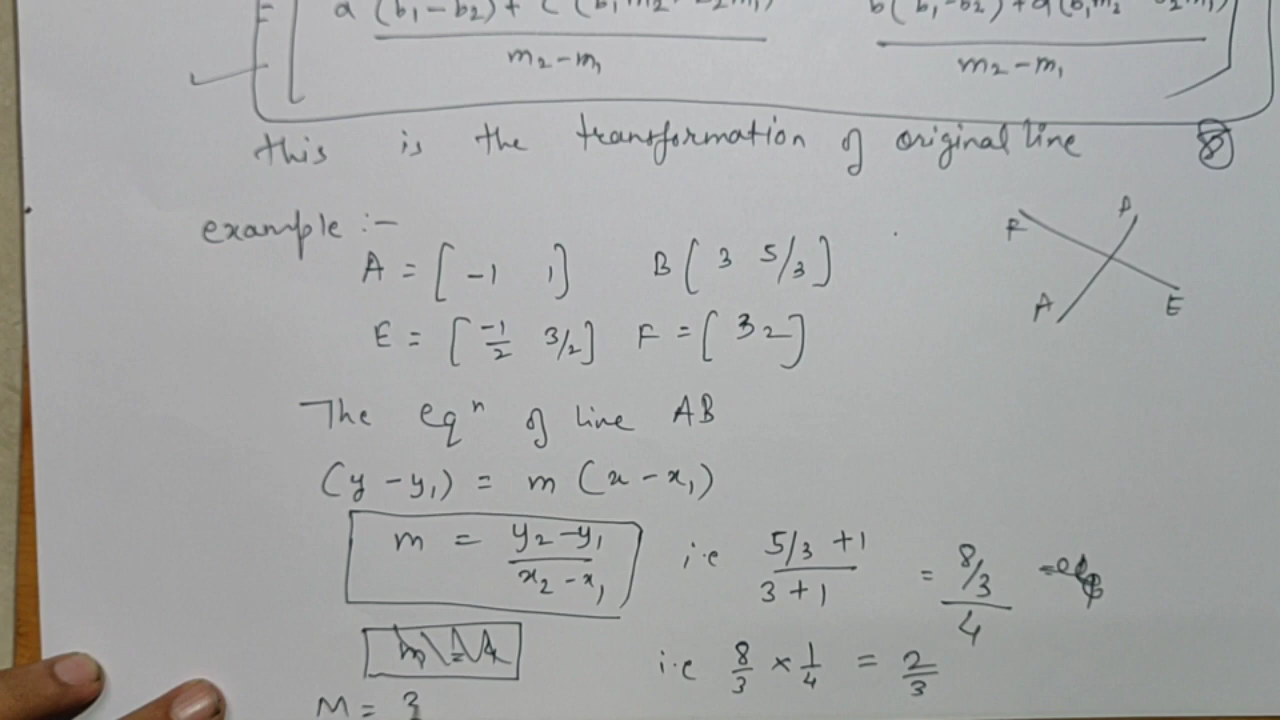 m₂-m₁ m₂-m₁
this is the transformation of original line 8
example :-
A = [-1 1] B [3 5/3]
E = [-1/2 3/2] F = [3 2]
F A
A E
The eqⁿ of line AB
(y - y₁) = m (x - x₁)
m = (y₂-y₁)/(x₂-x₁) i.e (5/3 +1)/(3+1) = (8/3)/4
i.e 8/3 × 1/4 = 2/3
M =